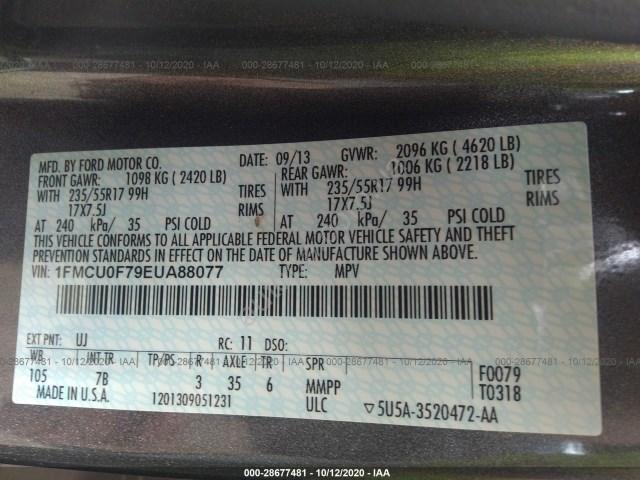 000-28677481 - 10/12/2020 - IAA
MFD. BY FORD MOTOR CO. DATE: 09/13 GVWR: 2096 KG ( 4620 LB)
FRONT GAWR: 1098 KG ( 2420 LB) REAR GAWR: 1006 KG ( 2218 LB)
WITH 235/55R17 99H TIRES WITH 235/55R17 99H TIRES
17X7.5J RIMS 17X7.5J RIMS
AT 240 kPa/ 35 PSI COLD AT 240 kPa/ 35 PSI COLD
THIS VEHICLE CONFORMS TO ALL APPLICABLE FEDERAL MOTOR VEHICLE SAFETY AND THEFT
PREVENTION STANDARDS IN EFFECT ON THE DATE OF MANUFACTURE SHOWN ABOVE.
VIN: 1FMCU0F79EUA88077 TYPE: MPV
EXT PNT: UJ RC: 11 DSO:
WB INT TR TP/PS R AXLE TR SPR F0079
105 7B 3 35 6 MMPP T0318
MADE IN U.S.A. 1201309051231 ULC ▽5U5A-3520472-AA
000-28677481 - 10/12/2020 - IAA